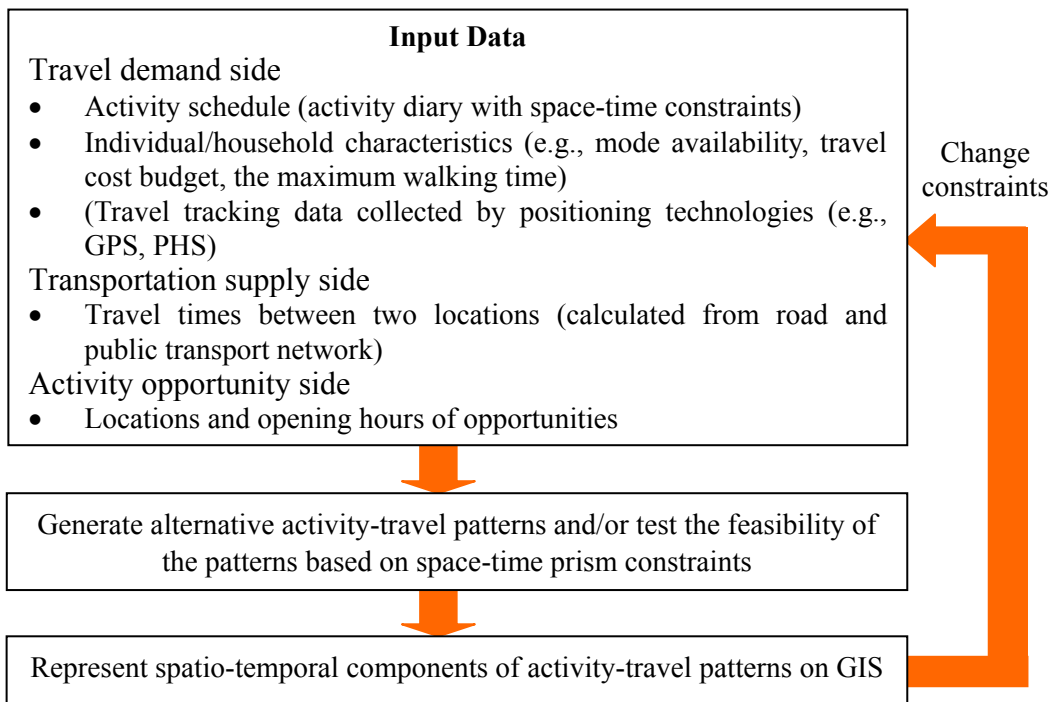 Input Data
Travel demand side
• Activity schedule (activity diary with space-time constraints)
• Individual/household characteristics (e.g., mode availability, travel
cost budget, the maximum walking time)
• (Travel tracking data collected by positioning technologies (e.g.,
GPS, PHS)
Transportation supply side
• Travel times between two locations (calculated from road and
public transport network)
Activity opportunity side
• Locations and opening hours of opportunities
Change
constraints
Generate alternative activity-travel patterns and/or test the feasibility of
the patterns based on space-time prism constraints
Represent spatio-temporal components of activity-travel patterns on GIS